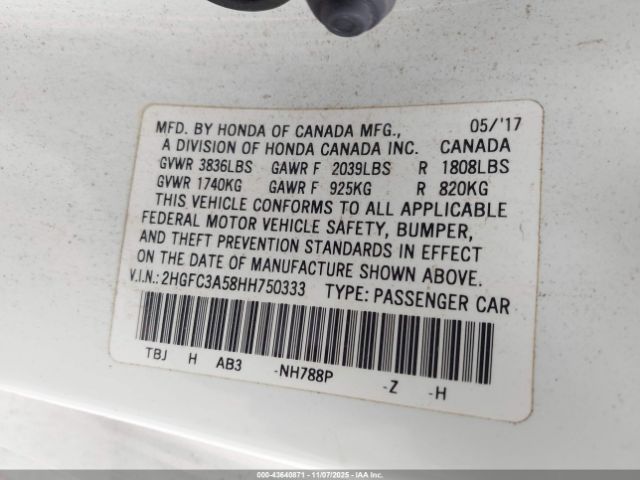 MFD. BY HONDA OF CANADA MFG., 05/'17
A DIVISION OF HONDA CANADA INC. CANADA
GVWR 3836LBS GAWR F 2039LBS R 1808LBS
GVWR 1740KG GAWR F 925KG R 820KG
THIS VEHICLE CONFORMS TO ALL APPLICABLE
FEDERAL MOTOR VEHICLE SAFETY, BUMPER,
AND THEFT PREVENTION STANDARDS IN EFFECT
ON THE DATE OF MANUFACTURE SHOWN ABOVE.
V.I.N.: 2HGFC3A58HH750333 TYPE: PASSENGER CAR
TBJ H AB3 -NH788P -Z -H
000-43640871 - 11/07/2025 - IAA Inc.